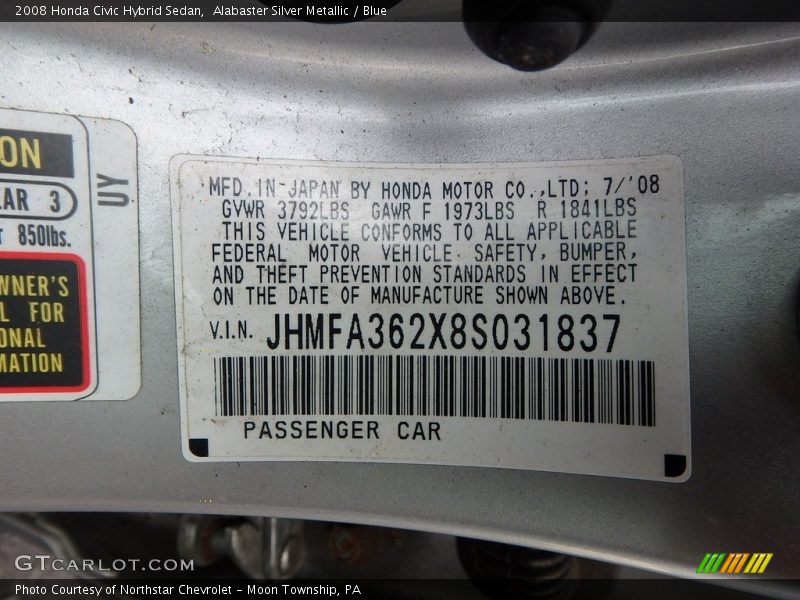 2008 Honda Civic Hybrid Sedan, Alabaster Silver Metallic / Blue
ON
EAR 3
850lbs.
UY
WNER'S
L FOR
ONAL
MATION
MFD.IN JAPAN BY HONDA MOTOR CO.,LTD; 7/'08
GVWR 3792LBS GAWR F 1973LBS R 1841LBS
THIS VEHICLE CONFORMS TO ALL APPLICABLE
FEDERAL MOTOR VEHICLE SAFETY, BUMPER,
AND THEFT PREVENTION STANDARDS IN EFFECT
ON THE DATE OF MANUFACTURE SHOWN ABOVE.
V.I.N. JHMFA362X8S031837
PASSENGER CAR
GTCARLOT.COM
Photo Courtesy of Northstar Chevrolet - Moon Township, PA